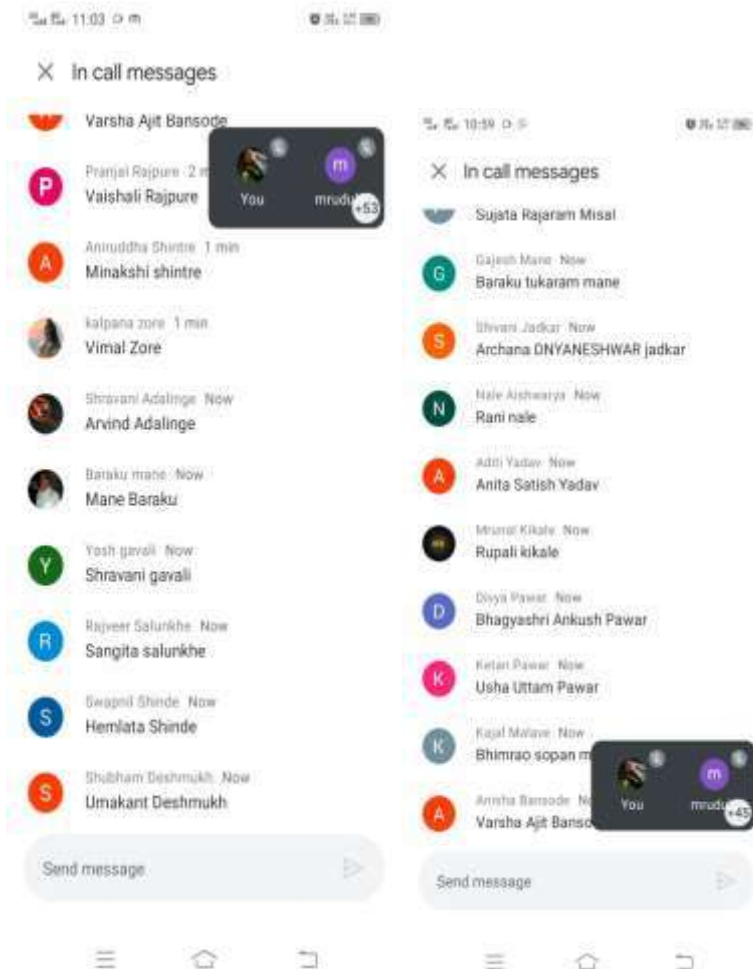 11:03
In call messages
Varsha Ajit Bansode
Pranjal Rajpure 2
Vaishali Rajpure
You
mrudu
+53
A
Aniruddha Shintre 1 min
Minakshi shintre
kalpana zore 1 min
Vimal Zore
Shravani Adalinge Now
Arvind Adalinge
Baraku mane Now
Mane Baraku
Y
Yash gavali Now
Shravani gavali
R
Rajveer Salunkhe Now
Sangita salunkhe
S
Swapnil Shinde Now
Hemlata Shinde
S
Shubham Deshmukh Now
Umakant Deshmukh
Send message
10:59
In call messages
Sujata Rajaram Misal
G
Gajesh Mane Now
Baraku tukaram mane
S
Shivani Jadkar Now
Archana DNYANESHWAR jadkar
N
Nale Aishwarya Now
Rani nale
A
Aditi Yadav Now
Anita Satish Yadav
Mrunal Kikale Now
Rupali kikale
D
Divya Pawar Now
Bhagyashri Ankush Pawar
K
Ketan Pawar Now
Usha Uttam Pawar
K
Kajal Malave Now
Bhimrao sopan m
A
Bansode
Varsha Ajit Banso
m
You
mrudu
+45
Send message